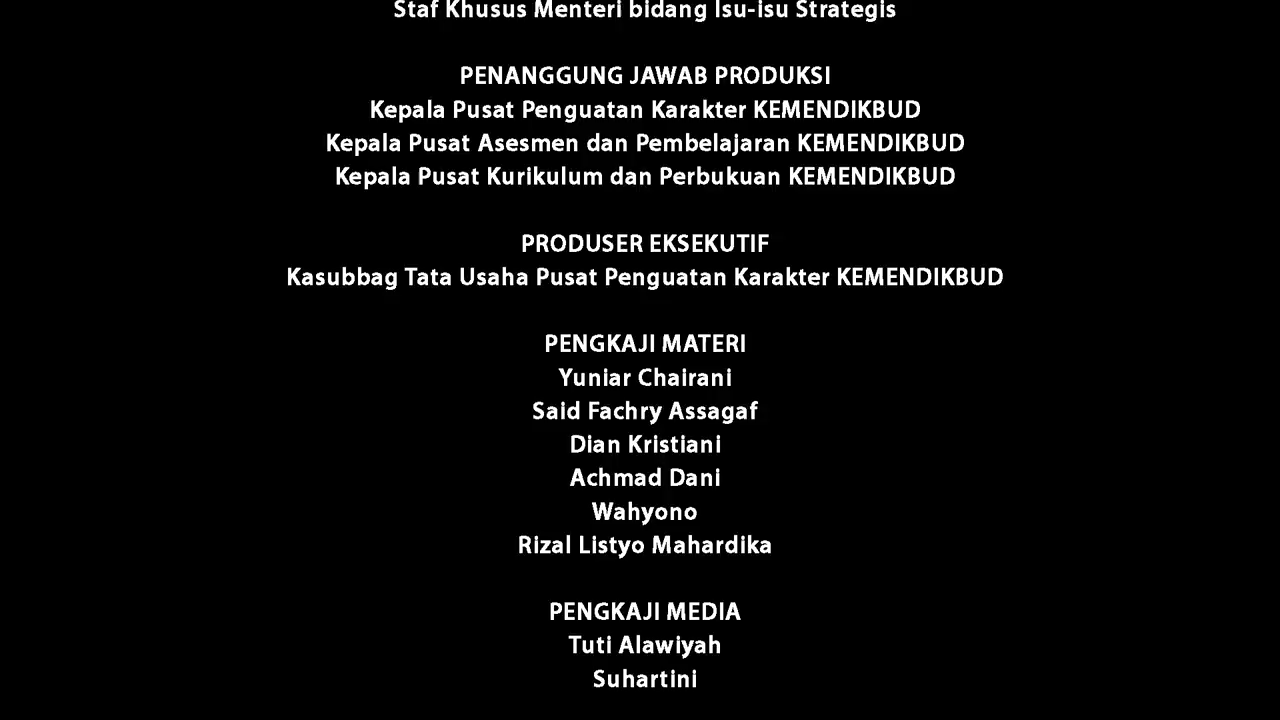 Staf Khusus Menteri bidang Isu-isu Strategis
PENANGGUNG JAWAB PRODUKSI
Kepala Pusat Penguatan Karakter KEMENDIKBUD
Kepala Pusat Asesmen dan Pembelajaran KEMENDIKBUD
Kepala Pusat Kurikulum dan Perbukuan KEMENDIKBUD
PRODUSER EKSEKUTIF
Kasubbag Tata Usaha Pusat Penguatan Karakter KEMENDIKBUD
PENGKAJI MATERI
Yuniar Chairani
Said Fachry Assagaf
Dian Kristiani
Achmad Dani
Wahyono
Rizal Listyo Mahardika
PENGKAJI MEDIA
Tuti Alawiyah
Suhartini